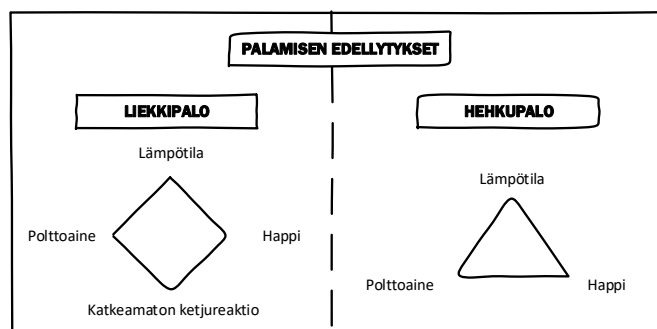 PALAMISEN EDELLYTYKSET
LIEKKIPALO
Lämpötila
Polttoaine
Happi
Katkeamaton ketjureaktio
HEHKUPALO
Lämpötila
Polttoaine
Happi